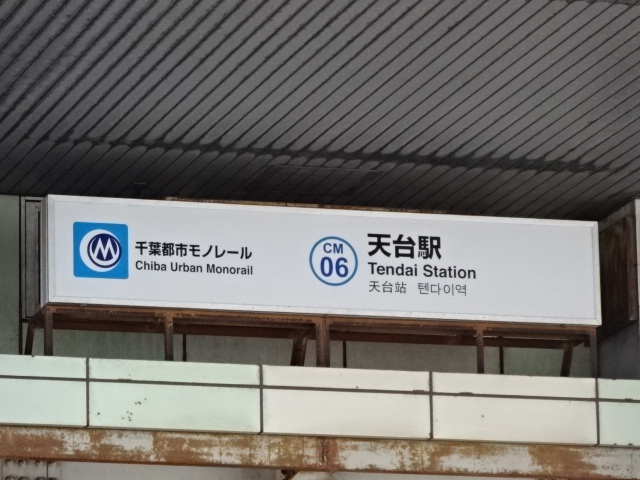 千葉都市モノレール
Chiba Urban Monorail
CM
06
天台駅
Tendai Station
天台站 텐다이역